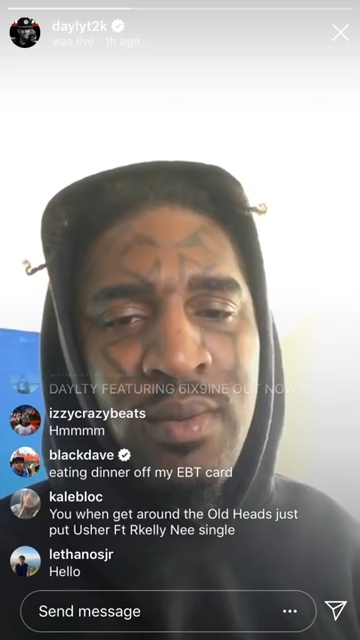 daylyt2k
was live · 1h ago
DAYLTY FEATURING 6IX9INE OUT NOW
izzycrazybeats
Hmmmm
blackdave
eating dinner off my EBT card
kalebloc
You when get around the Old Heads just
put Usher Ft Rkelly Nee single
lethanosjr
Hello
Send message